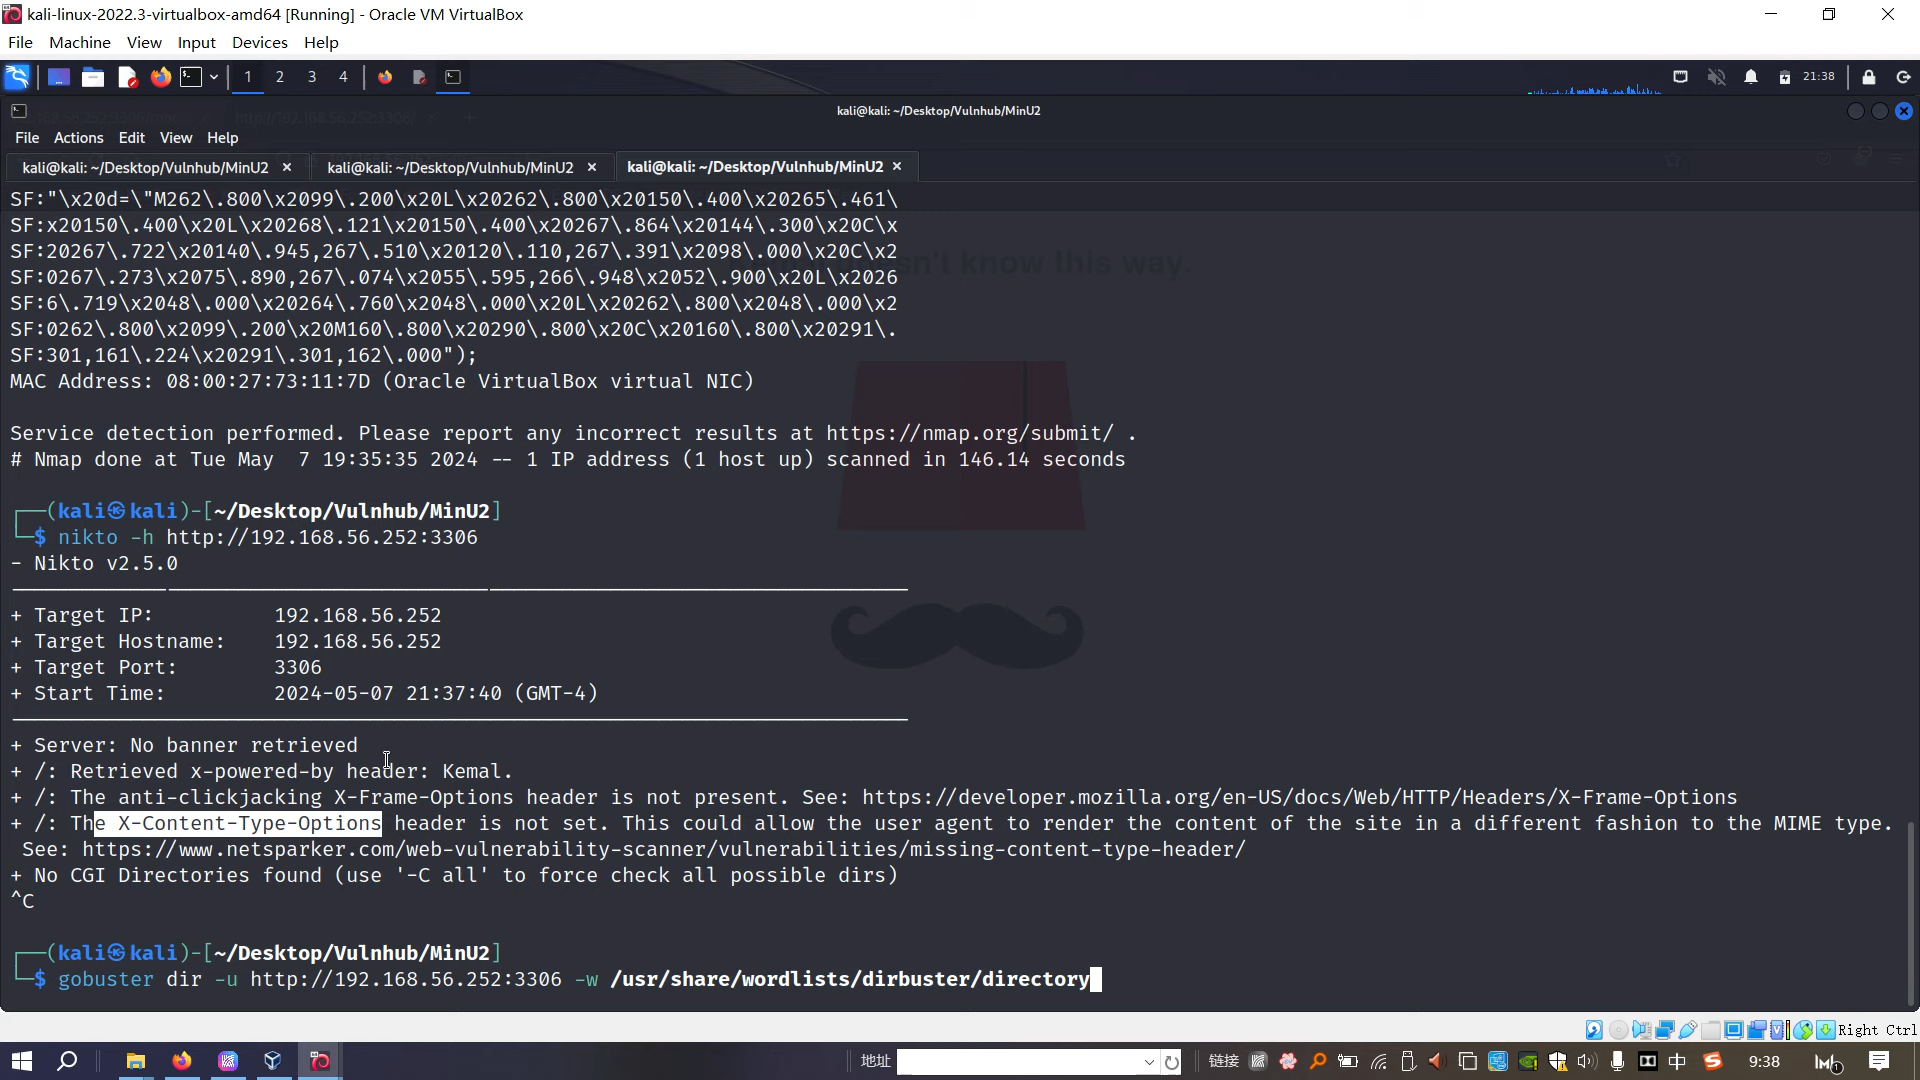 kali-linux-2022.3-virtualbox-amd64 [Running] - Oracle VM VirtualBox
File Machine View Input Devices Help
1 2 3 4
21:38
kali@kali: ~/Desktop/Vulnhub/MinU2
File Actions Edit View Help
kali@kali: ~/Desktop/Vulnhub/MinU2 kali@kali: ~/Desktop/Vulnhub/MinU2 kali@kali: ~/Desktop/Vulnhub/MinU2
SF:"\x20d=\"M262\.800\x2099\.200\x20L\x20262\.800\x20150\.400\x20265\.461\
SF:x20150\.400\x20L\x20268\.121\x20150\.400\x20267\.864\x20144\.300\x20C\x
SF:20267\.722\x20140\.945,267\.510\x20120\.110,267\.391\x2098\.000\x20C\x2
SF:0267\.273\x2075\.890,267\.074\x2055\.595,266\.948\x2052\.900\x20L\x2026
SF:6\.719\x2048\.000\x20264\.760\x2048\.000\x20L\x20262\.800\x2048\.000\x2
SF:0262\.800\x2099\.200\x20M160\.800\x20290\.800\x20C\x20160\.800\x20291\.
SF:301,161\.224\x20291\.301,162\.000");
MAC Address: 08:00:27:73:11:7D (Oracle VirtualBox virtual NIC)
Service detection performed. Please report any incorrect results at https://nmap.org/submit/ .
# Nmap done at Tue May  7 19:35:35 2024 -- 1 IP address (1 host up) scanned in 146.14 seconds
┌──(kali㉿kali)-[~/Desktop/Vulnhub/MinU2]
└─$ nikto -h http://192.168.56.252:3306
- Nikto v2.5.0
+ Target IP: 192.168.56.252
+ Target Hostname: 192.168.56.252
+ Target Port: 3306
+ Start Time: 2024-05-07 21:37:40 (GMT-4)
+ Server: No banner retrieved
+ /: Retrieved x-powered-by header: Kemal.
+ /: The anti-clickjacking X-Frame-Options header is not present. See: https://developer.mozilla.org/en-US/docs/Web/HTTP/Headers/X-Frame-Options
+ /: The X-Content-Type-Options header is not set. This could allow the user agent to render the content of the site in a different fashion to the MIME type.
See: https://www.netsparker.com/web-vulnerability-scanner/vulnerabilities/missing-content-type-header/
+ No CGI Directories found (use '-C all' to force check all possible dirs)
^C
┌──(kali㉿kali)-[~/Desktop/Vulnhub/MinU2]
└─$ gobuster dir -u http://192.168.56.252:3306 -w /usr/share/wordlists/dirbuster/directory
Right Ctrl
地址 链接 中 9:38